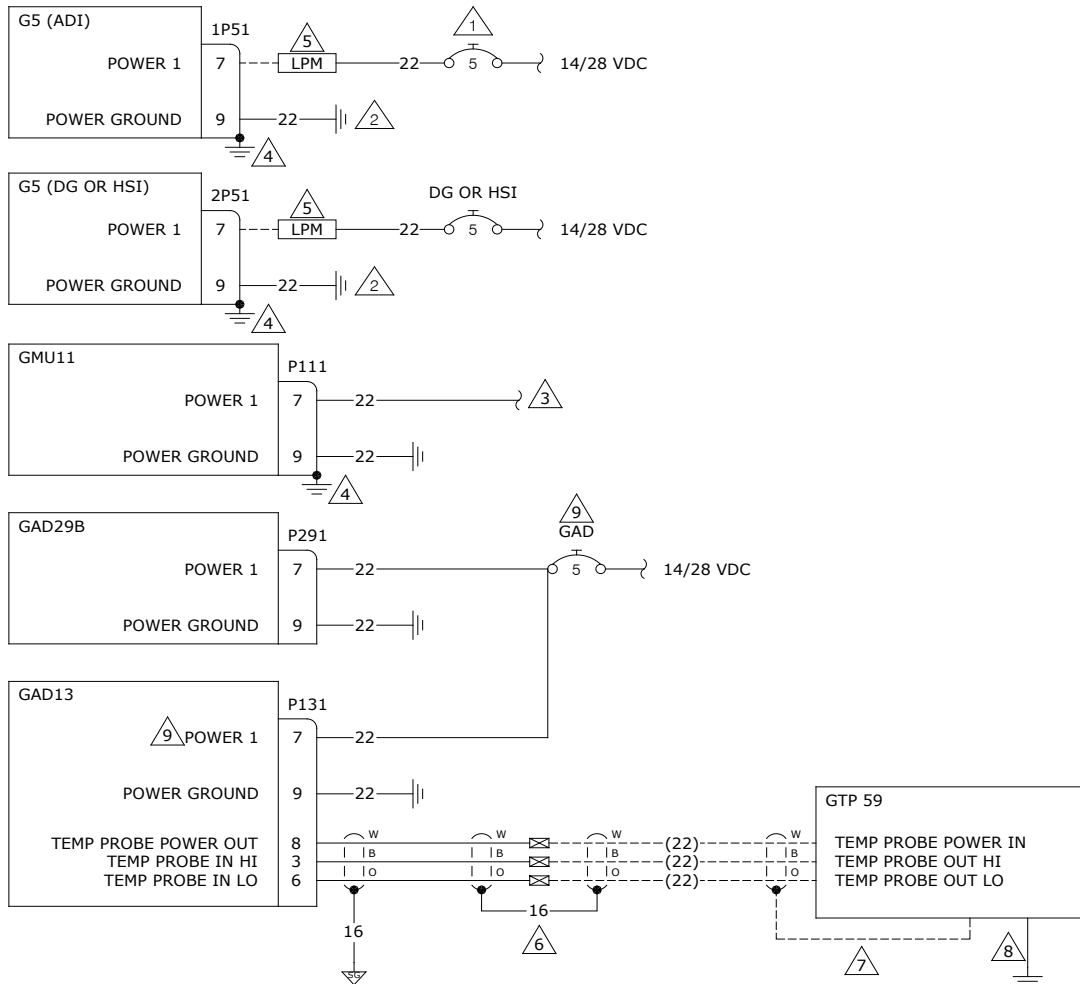 G5 (ADI)
1P51
1
5
POWER 1 7 LPM 22 5 14/28 VDC
POWER GROUND 9 22 2
4
G5 (DG OR HSI)
2P51
5
DG OR HSI
POWER 1 7 LPM 22 5 14/28 VDC
POWER GROUND 9 22 2
4
GMU11
P111
POWER 1 7 22 3
POWER GROUND 9 22
4
GAD29B
P291
9
GAD
POWER 1 7 22 5 14/28 VDC
POWER GROUND 9 22
GAD13
P131
9 POWER 1 7 22
POWER GROUND 9 22
GTP 59
TEMP PROBE POWER OUT 8 W W W (22) W TEMP PROBE POWER IN
TEMP PROBE IN HI 3 B B B (22) B TEMP PROBE OUT HI
TEMP PROBE IN LO 6 O O O (22) O TEMP PROBE OUT LO
16
16
6
7
8
SG